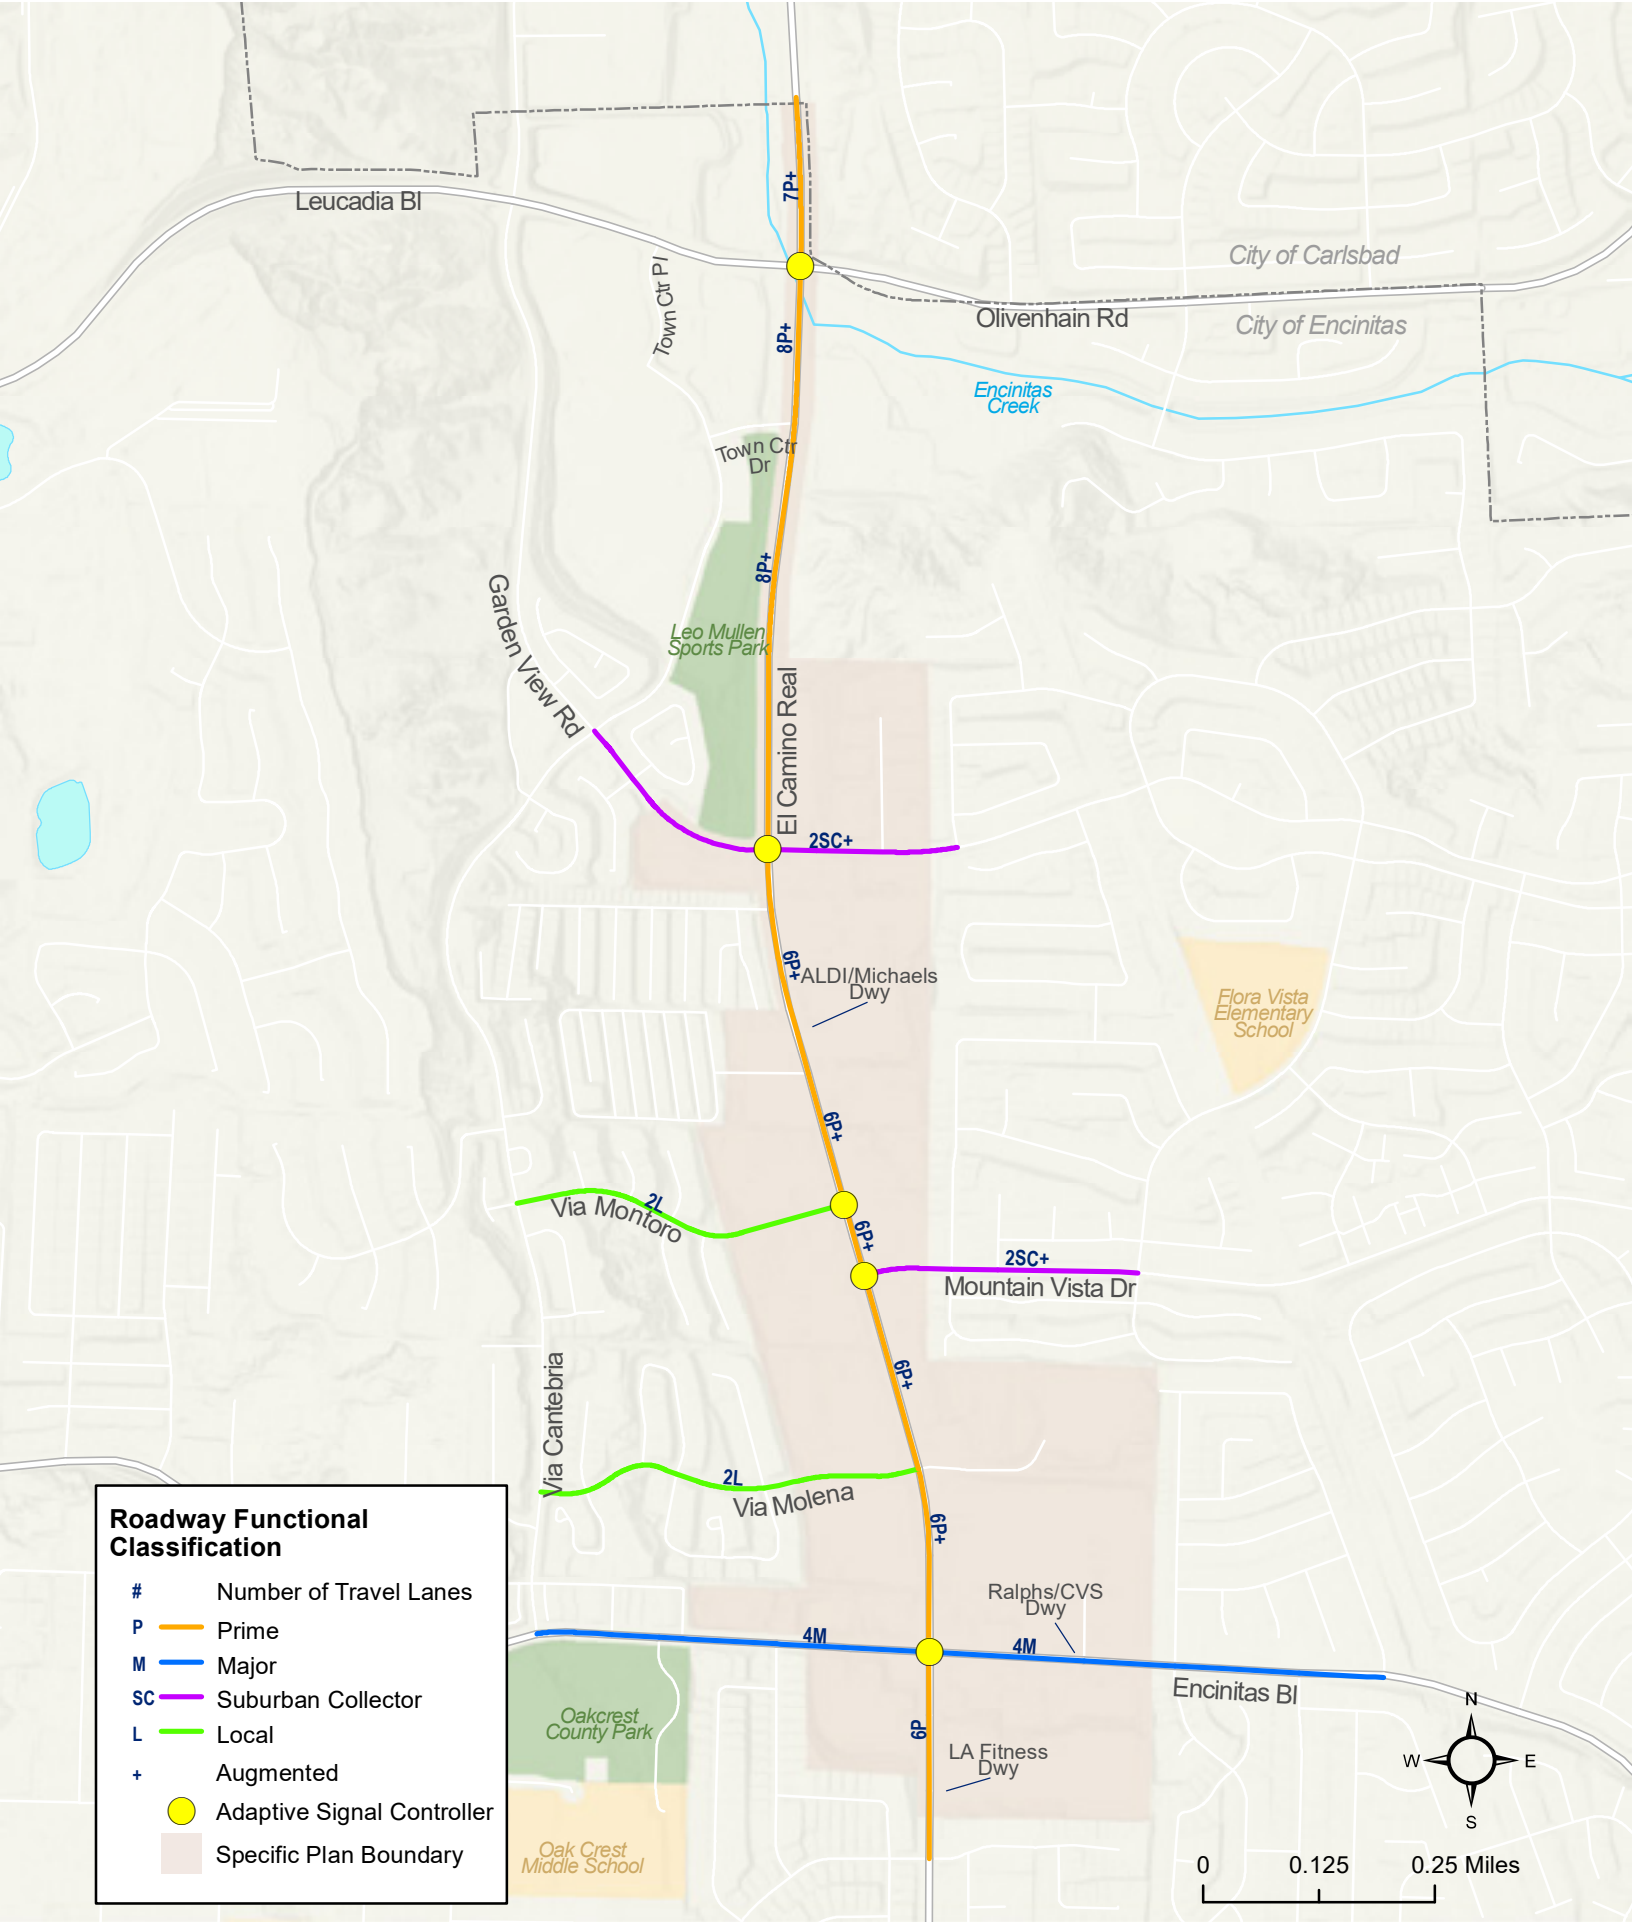 7P+
Leucadia Bl
City of Carlsbad
Town Ctr Pl
Olivenhain Rd
City of Encinitas
8P+
Encinitas
Creek
Town Ctr
Dr
8P+
Garden View Rd
Leo Mullen
Sports Park
El Camino Real
2SC+
6P+
ALDI/Michaels
Dwy
Flora Vista
Elementary
School
6P+
2L
Via Montoro
6P+
2SC+
Mountain Vista Dr
6P+
Via Cantebria
2L
Via Molena
6P+
Ralphs/CVS
Dwy
4M
4M
Encinitas Bl
Oakcrest
County Park
6P
LA Fitness
Dwy
Oak Crest
Middle School
Roadway Functional
Classification
# Number of Travel Lanes
P Prime
M Major
SC Suburban Collector
L Local
+ Augmented
Adaptive Signal Controller
Specific Plan Boundary
N
W E
S
0 0.125 0.25 Miles